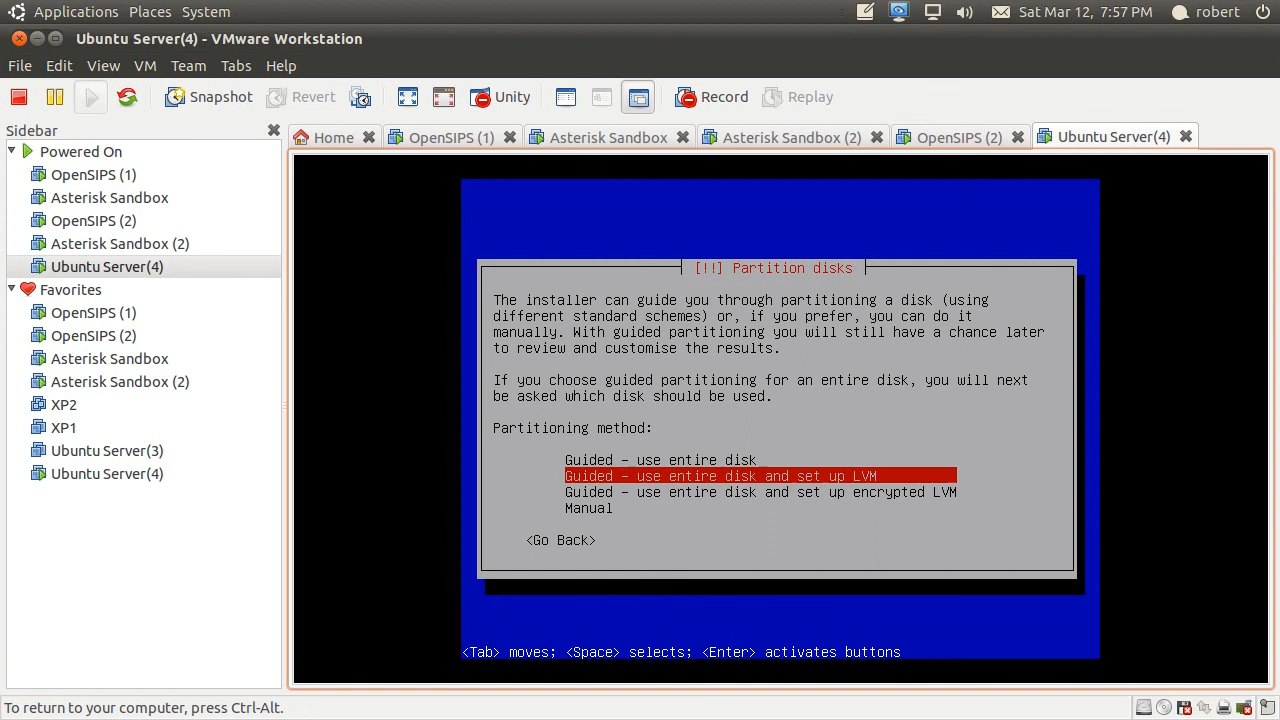 Applications Places System
Sat Mar 12, 7:57 PM robert
Ubuntu Server(4) - VMware Workstation
File Edit View VM Team Tabs Help
Snapshot Revert Unity Record Replay
Sidebar
Powered On
OpenSIPS (1)
Asterisk Sandbox
OpenSIPS (2)
Asterisk Sandbox (2)
Ubuntu Server(4)
Favorites
OpenSIPS (1)
OpenSIPS (2)
Asterisk Sandbox
Asterisk Sandbox (2)
XP2
XP1
Ubuntu Server(3)
Ubuntu Server(4)
Home OpenSIPS (1) Asterisk Sandbox Asterisk Sandbox (2) OpenSIPS (2) Ubuntu Server(4)
[!!] Partition disks
The installer can guide you through partitioning a disk (using
different standard schemes) or, if you prefer, you can do it
manually. With guided partitioning you will still have a chance later
to review and customise the results.
If you choose guided partitioning for an entire disk, you will next
be asked which disk should be used.
Partitioning method:
Guided - use entire disk
Guided - use entire disk and set up LVM
Guided - use entire disk and set up encrypted LVM
Manual
<Go Back>
<Tab> moves; <Space> selects; <Enter> activates buttons
To return to your computer, press Ctrl-Alt.